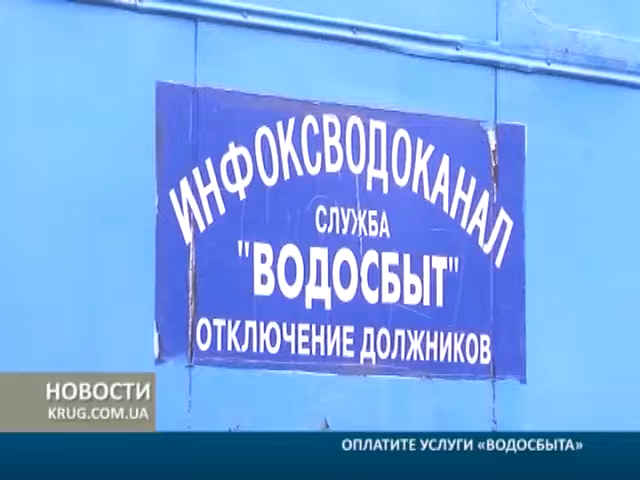 ИНФОКСВОДОКАНАЛ
СЛУЖБА
"ВОДОСБЫТ"
ОТКЛЮЧЕНИЕ ДОЛЖНИКОВ
НОВОСТИ
KRUG.COM.UA
ОПЛАТИТЕ УСЛУГИ «ВОДОСБЫТА»